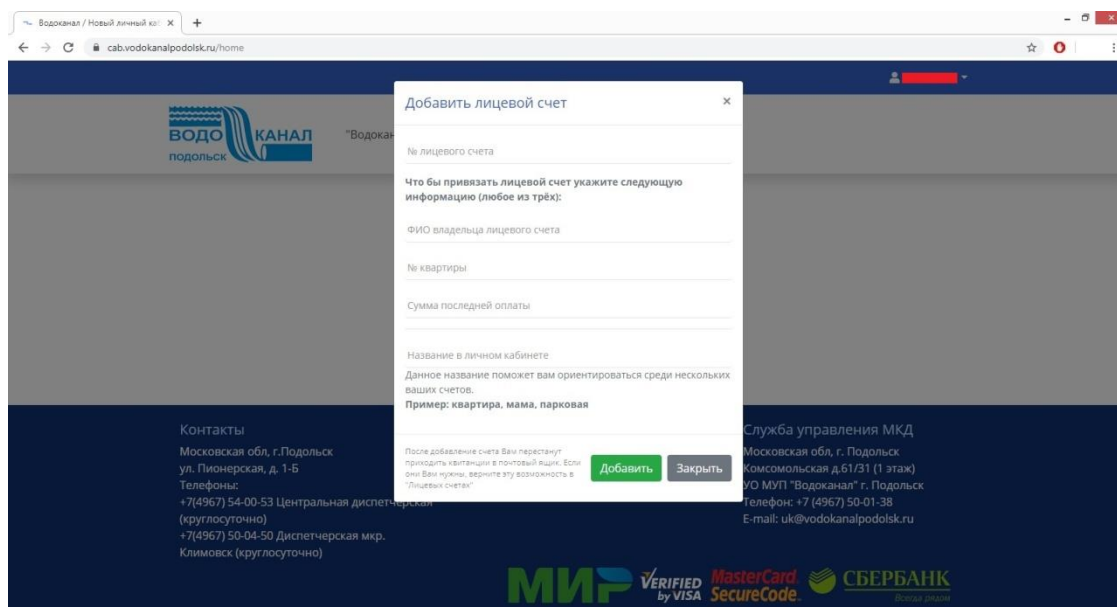 Водоканал / Новый личный каб
cab.vodokanalpodolsk.ru/home
ВОДО КАНАЛ
ПОДОЛЬСК
"Водокан
Добавить лицевой счет
№ лицевого счета
Что бы привязать лицевой счет укажите следующую
информацию (любое из трёх):
ФИО владельца лицевого счета
№ квартиры
Сумма последней оплаты
Название в личном кабинете
Данное название поможет вам ориентироваться среди нескольких
ваших счетов.
Пример: квартира, мама, парковая
После добавление счета Вам перестанут
приходить квитанции в почтовый ящик. Если
они Вам нужны, верните эту возможность в
"Лицевых счетах"
Добавить
Закрыть
Контакты
Московская обл, г.Подольск
ул. Пионерская, д. 1-Б
Телефоны:
+7(4967) 54-00-53 Центральная диспетчерская
(круглосуточно)
+7(4967) 50-04-50 Диспетчерская мкр.
Климовск (круглосуточно)
Служба управления МКД
Московская обл, г. Подольск
Комсомольская д.61/31 (1 этаж)
УО МУП "Водоканал" г. Подольск
Телефон: +7 (4967) 50-01-38
E-mail: uk@vodokanalpodolsk.ru
МИР
VERIFIED
by VISA
MasterCard.
SecureCode.
СБЕРБАНК
Всегда рядом